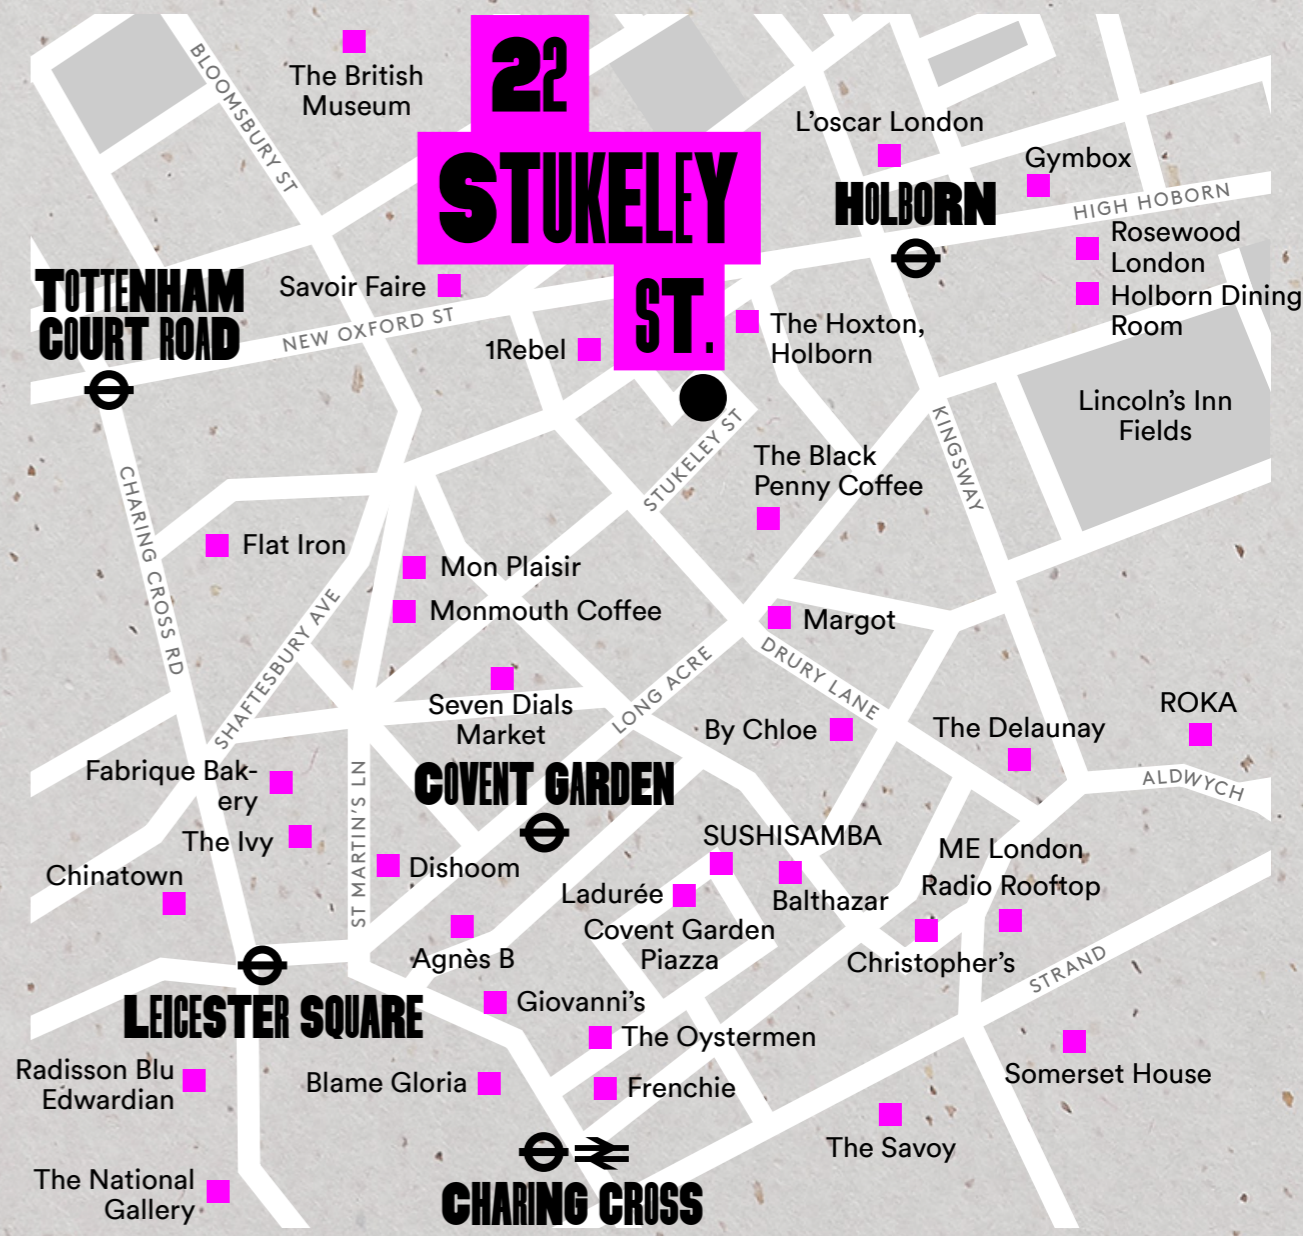 22
STUKELEY
ST.
The British
Museum
BLOOMSBURY ST
L'oscar London
Gymbox
HOLBORN
HIGH HOBORN
Rosewood
London
Holborn Dining
Room
TOTTENHAM
COURT ROAD
Savoir Faire
NEW OXFORD ST
1Rebel
The Hoxton,
Holborn
Lincoln's Inn
Fields
STUKELEY ST
KINGSWAY
The Black
Penny Coffee
CHARING CROSS RD
Flat Iron
Mon Plaisir
Monmouth Coffee
Margot
SHAFTESBURY AVE
DRURY LANE
LONG ACRE
Seven Dials
Market
By Chloe
The Delaunay
ROKA
ALDWYCH
Fabrique Bak-
ery
COVENT GARDEN
The Ivy
ST MARTIN'S LN
Dishoom
SUSHISAMBA
ME London
Radio Rooftop
Chinatown
Ladurée
Balthazar
Covent Garden
Piazza
Agnès B
Christopher's
STRAND
LEICESTER SQUARE
Giovanni's
The Oystermen
Radisson Blu
Edwardian
Blame Gloria
Frenchie
Somerset House
The Savoy
The National
Gallery
CHARING CROSS